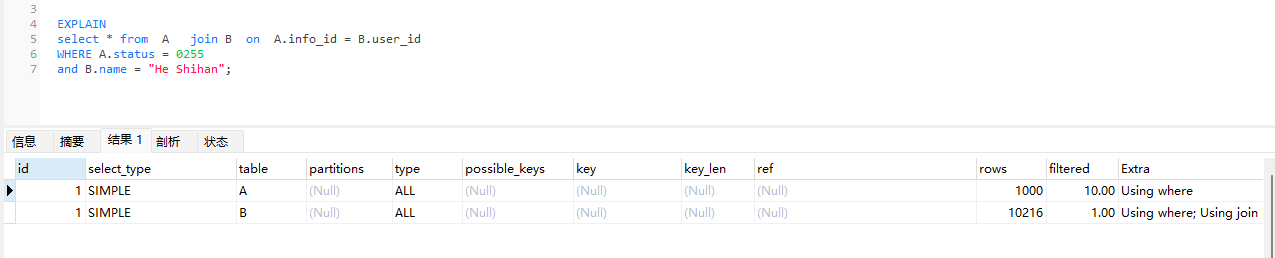 3
4 EXPLAIN
5 select * from A join B on A.info_id = B.user_id
6 WHERE A.status = 0255
7 and B.name = "He Shihan";
信息 摘要 结果 1 剖析 状态
id select_type table partitions type possible_keys key key_len ref rows filtered Extra
1 SIMPLE A (Null) ALL (Null) (Null) (Null) (Null) 1000 10.00 Using where
1 SIMPLE B (Null) ALL (Null) (Null) (Null) (Null) 10216 1.00 Using where; Using join